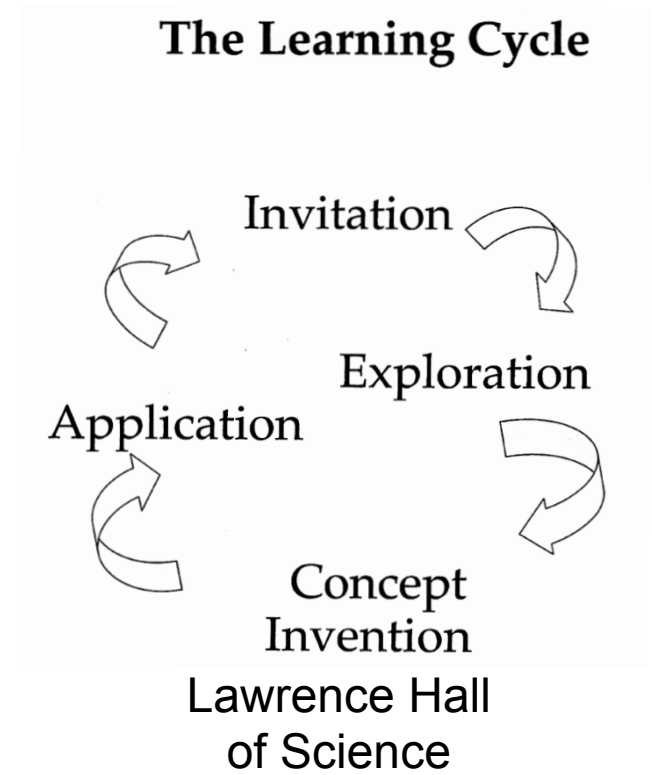 The Learning Cycle
Invitation
Exploration
Application
Concept
Invention
Lawrence Hall
of Science